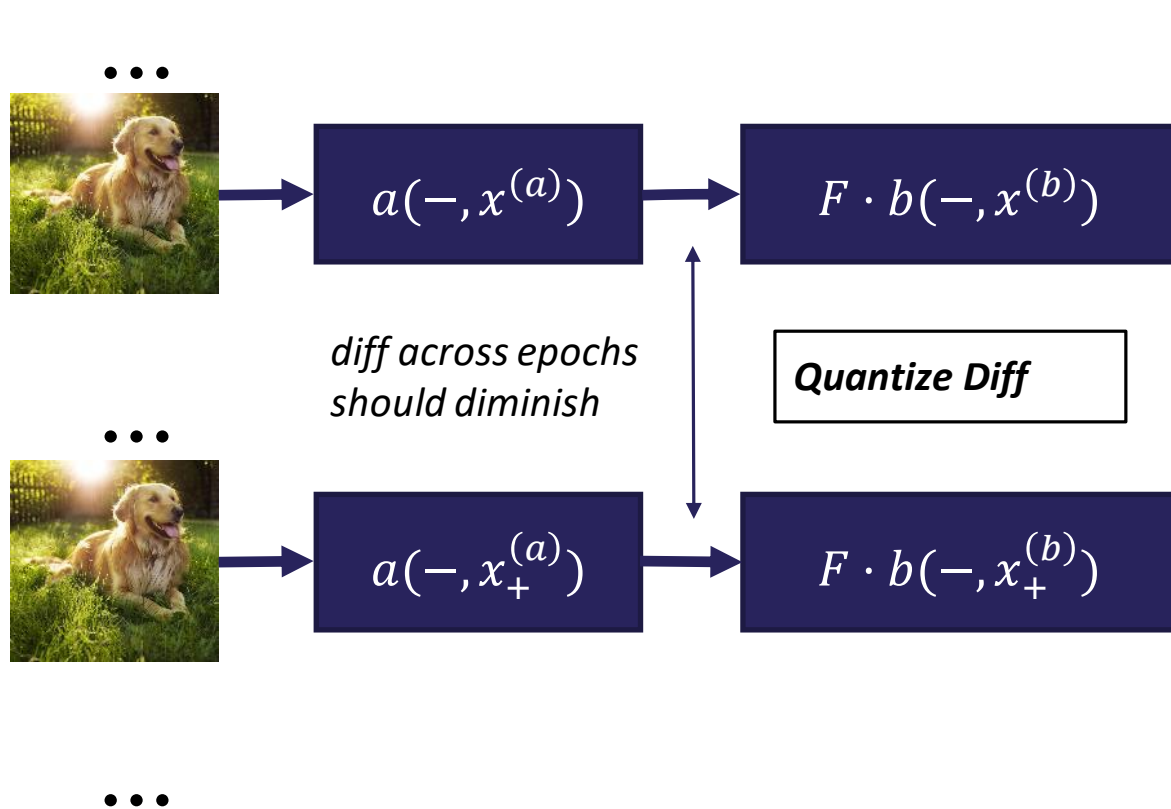 ...
a(−, x^(a))
F · b(−, x^(b))
diff across epochs
should diminish
Quantize Diff
...
a(−, x_+^(a))
F · b(−, x_+^(b))
...